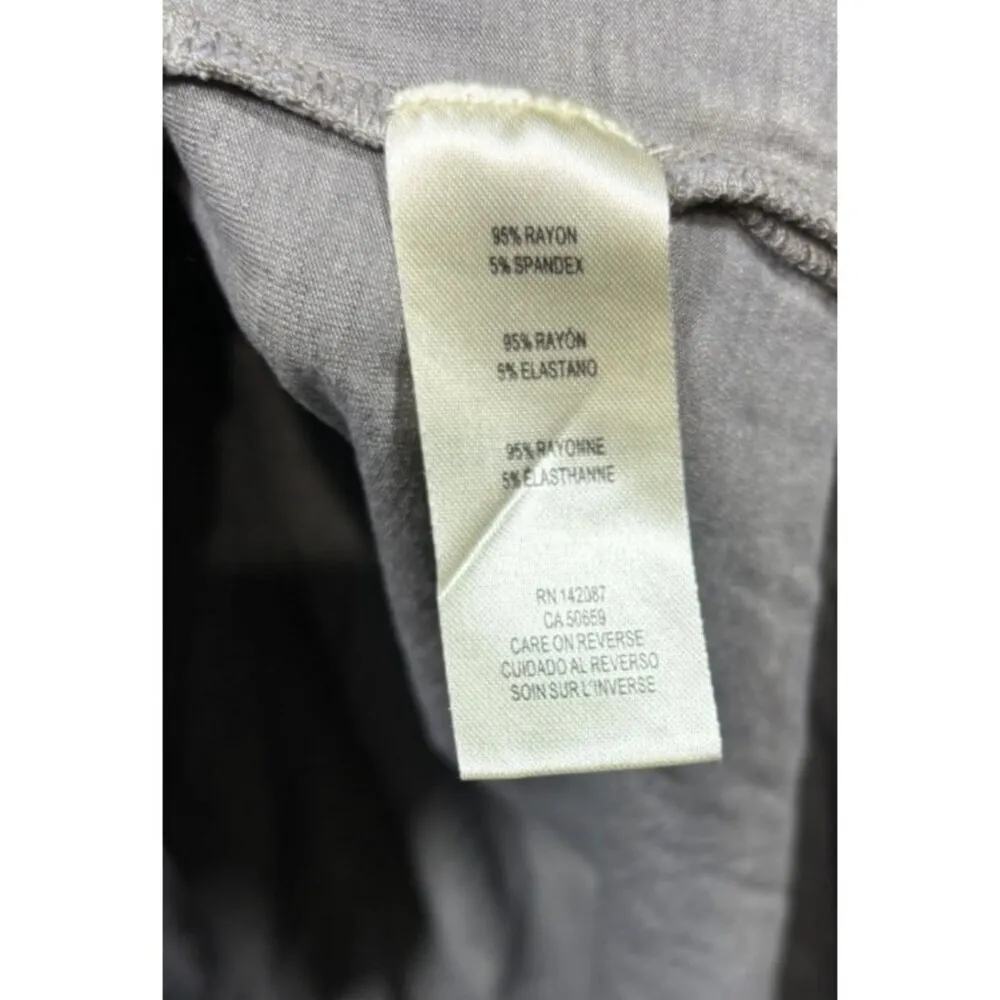 95% RAYON
5% SPANDEX
95% RAYÓN
5% ELASTANO
95% RAYONNE
5% ÉLASTHANNE
RN 142087
CA 50659
CARE ON REVERSE
CUIDADO AL REVERSO
SOIN SUR L'INVERSE